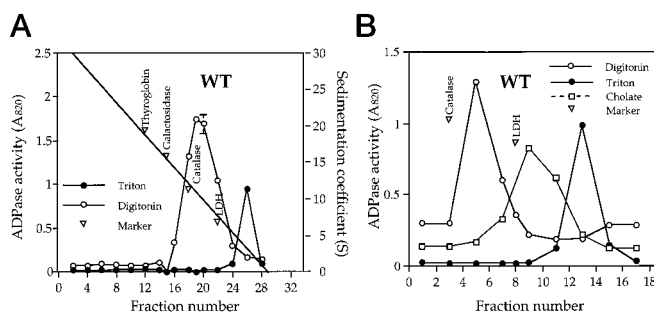 A
WT
ADPase activity (A820)
2.5
2
1.5
1
0.5
0
Thyroglobin
Galactosidase
Catalase
LDH
Triton
Digitonin
Marker
30
25
20
15
10
5
0
Sedimentation coefficient (S)
0 4 8 12 16 20 24 28 32
Fraction number
B
WT
ADPase activity (A820)
1.5
1
0.5
0
Catalase
LDH
Digitonin
Triton
Cholate
Marker
0 2 4 6 8 10 12 14 16 18
Fraction number